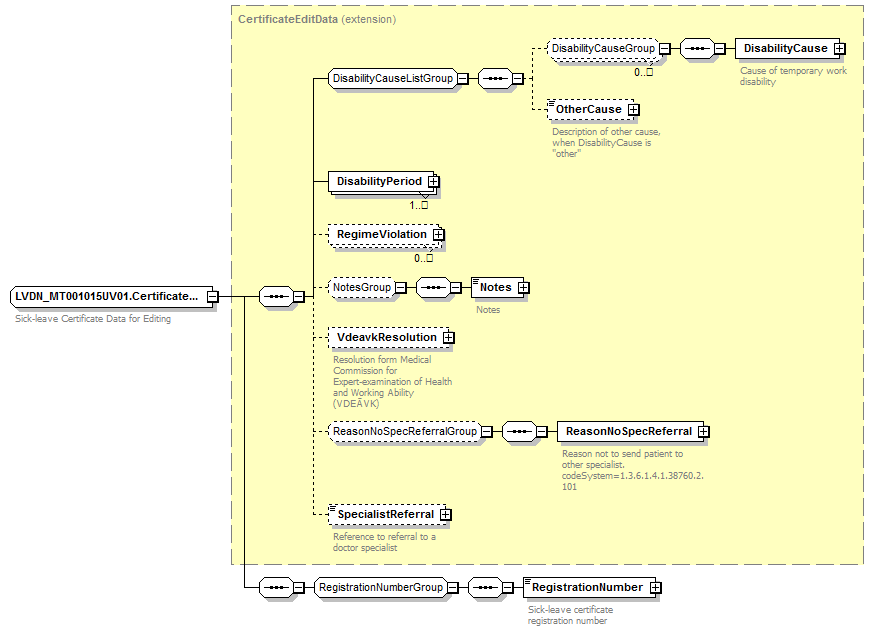 CertificateEditData (extension)
DisabilityCauseListGroup
DisabilityCauseGroup
0..
DisabilityCause
Cause of temporary work
disability
OtherCause
Description of other cause,
when DisabilityCause is
"other"
DisabilityPeriod
1..
RegimeViolation
0..
NotesGroup
Notes
Notes
LVDN_MT001015UV01.Certificate...
Sick-leave Certificate Data for Editing
VdeavkResolution
Resolution form Medical
Commission for
Expert-examination of Health
and Working Ability
(VDEĀVK)
ReasonNoSpecReferralGroup
ReasonNoSpecReferral
Reason not to send patient to
other specialist.
codeSystem=1.3.6.1.4.1.38760.2.
101
SpecialistReferral
Reference to referral to a
doctor specialist
RegistrationNumberGroup
RegistrationNumber
Sick-leave certificate
registration number